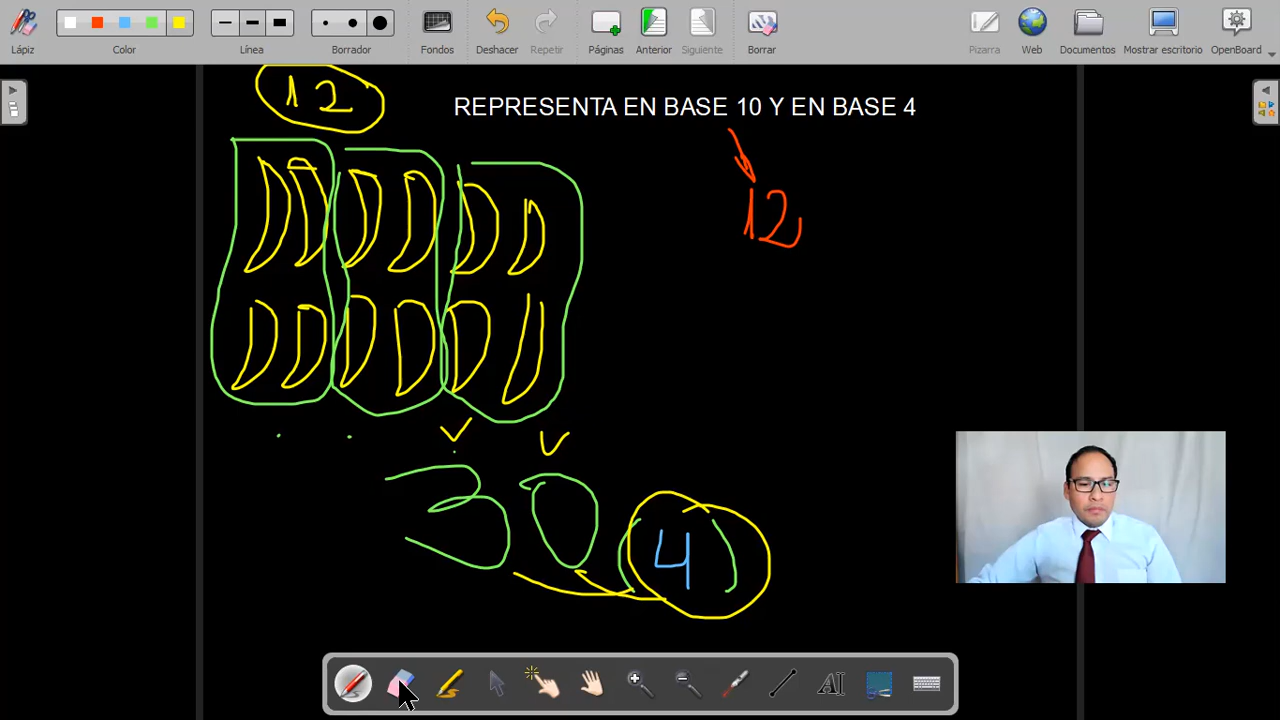 Lápiz Color Línea Borrador Fondos Deshacer Repetir Páginas Anterior Siguiente Borrar Pizarra Web Documentos Mostrar escritorio OpenBoard
12
REPRESENTA EN BASE 10 Y EN BASE 4
12
30(4)
AI